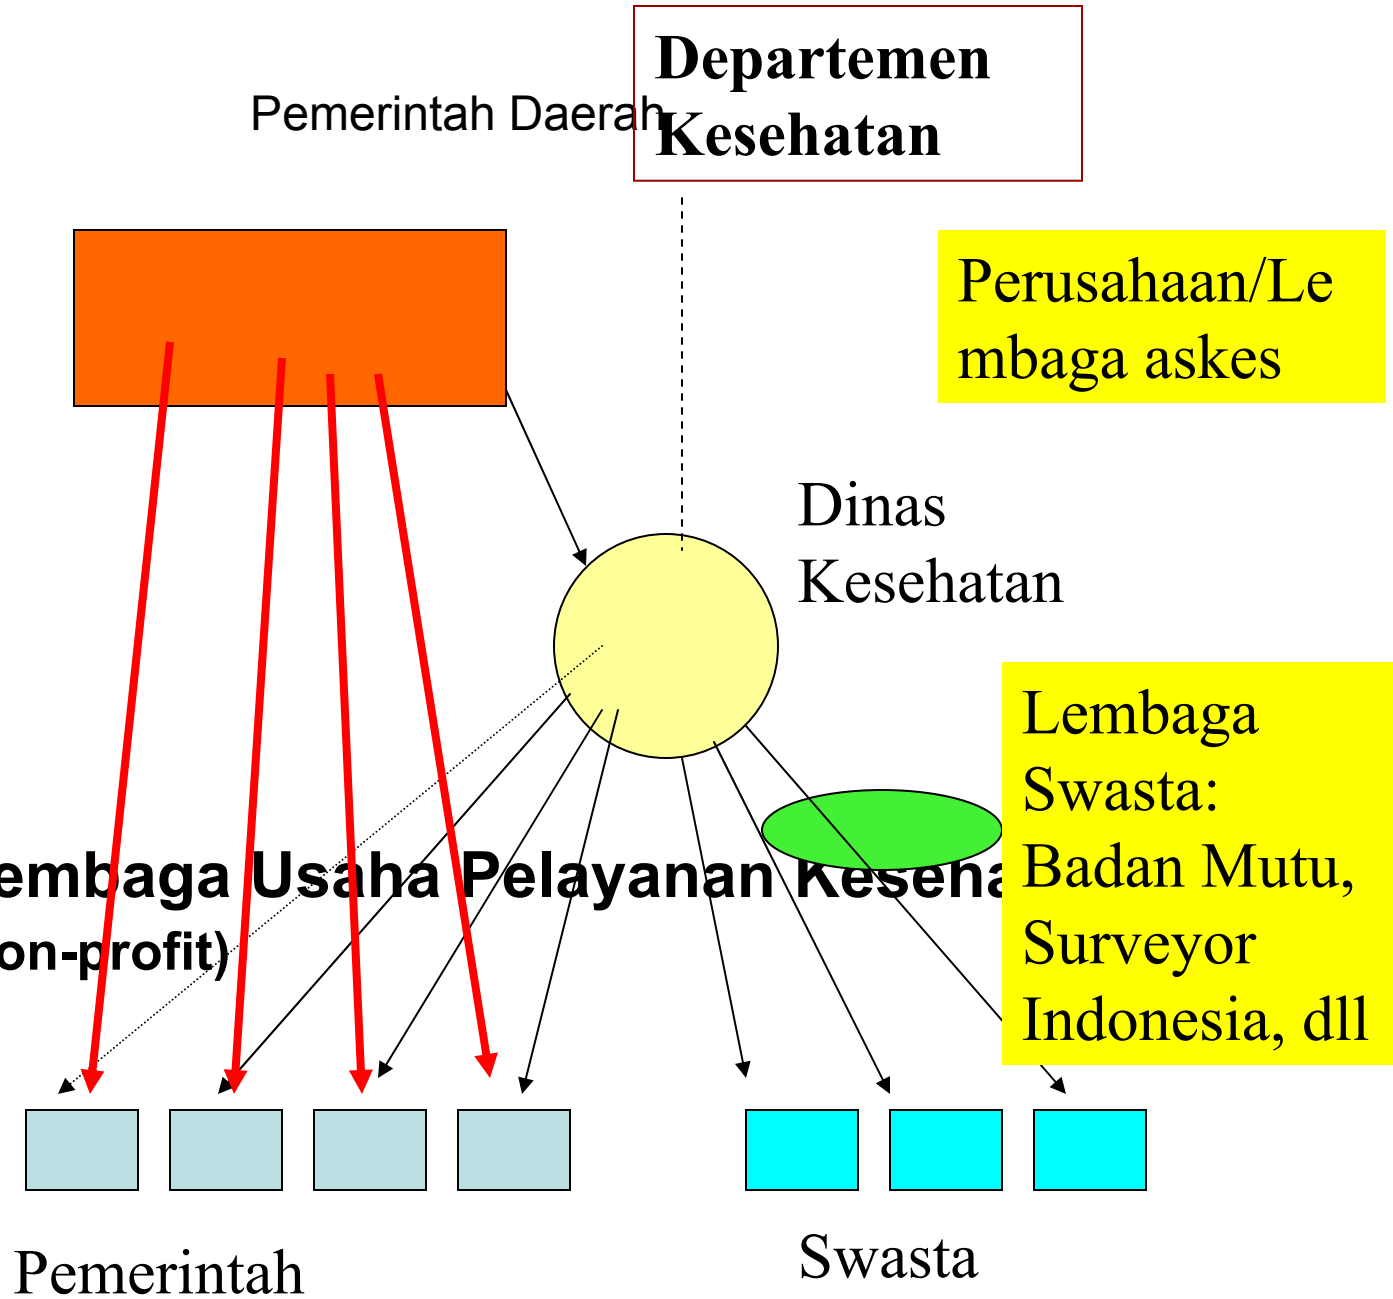 Departemen
Kesehatan
Pemerintah Daerah
Perusahaan/Le
mbaga askes
Dinas
Kesehatan
Lembaga
Swasta:
Badan Mutu,
Surveyor
Indonesia, dll
embaga Usaha Pelayanan Keseha
on-profit)
Pemerintah
Swasta